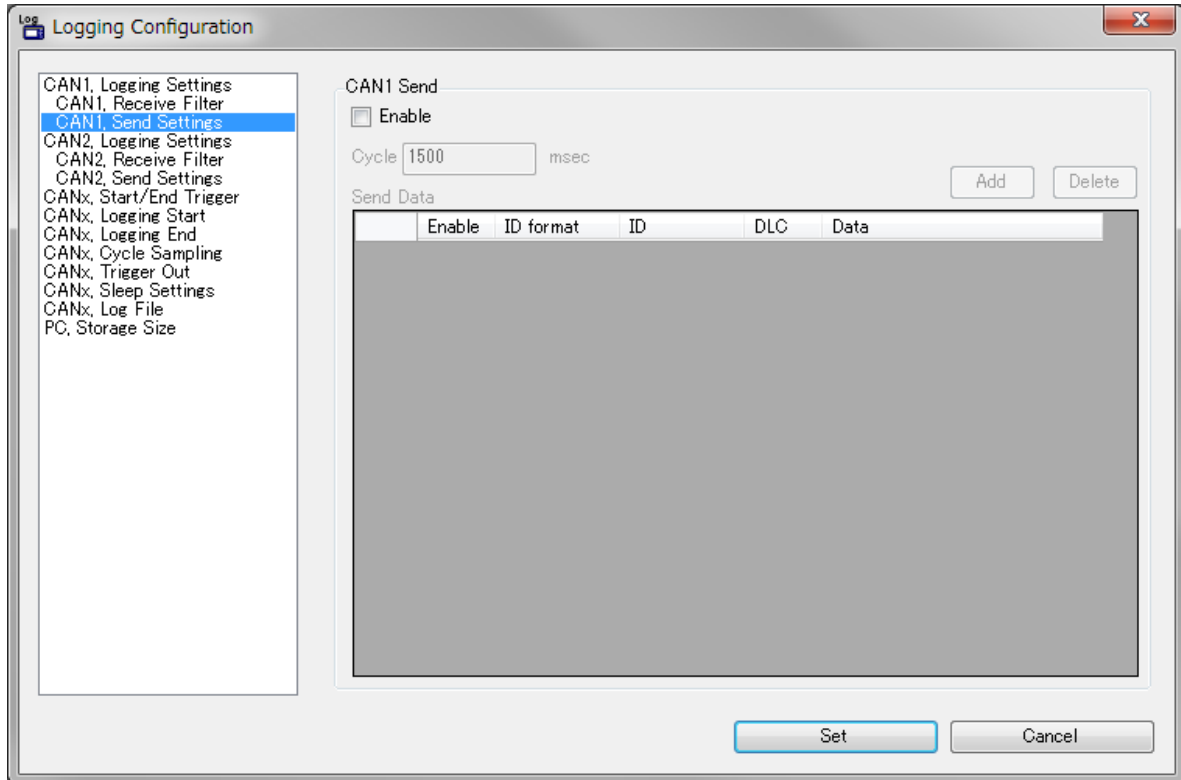 Log
Logging Configuration
CAN1, Logging Settings
CAN1, Receive Filter
CAN1, Send Settings
CAN2, Logging Settings
CAN2, Receive Filter
CAN2, Send Settings
CANx, Start/End Trigger
CANx, Logging Start
CANx, Logging End
CANx, Cycle Sampling
CANx, Trigger Out
CANx, Sleep Settings
CANx, Log File
PC, Storage Size
CAN1 Send
Enable
Cycle 1500 msec
Add Delete
Send Data
Enable ID format ID DLC Data
Set Cancel